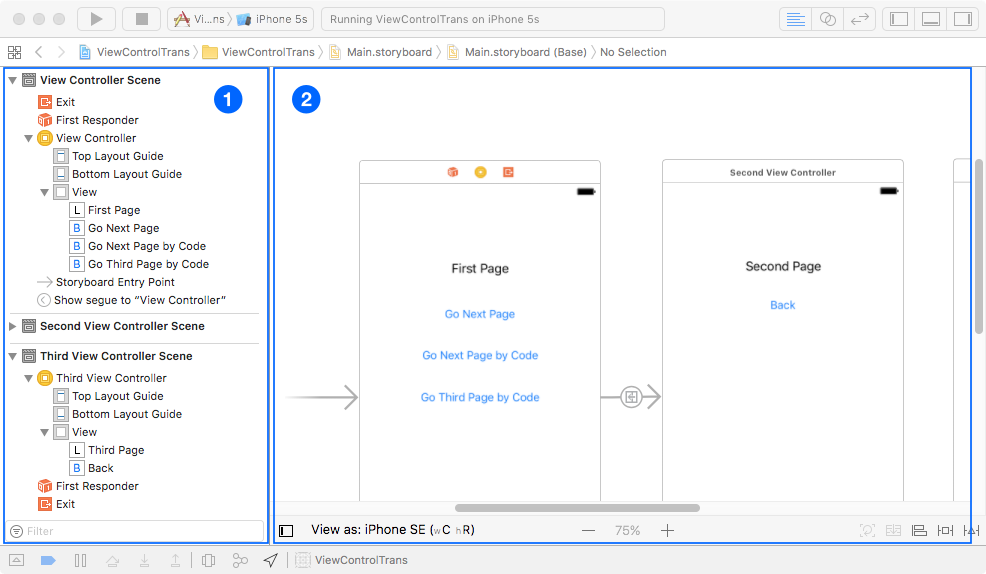 Vi...ns iPhone 5s Running ViewControlTrans on iPhone 5s
ViewControlTrans ViewControlTrans Main.storyboard Main.storyboard (Base) No Selection
1
View Controller Scene
Exit
First Responder
View Controller
Top Layout Guide
Bottom Layout Guide
View
L First Page
B Go Next Page
B Go Next Page by Code
B Go Third Page by Code
Storyboard Entry Point
Show segue to “View Controller”
Second View Controller Scene
Third View Controller Scene
Third View Controller
Top Layout Guide
Bottom Layout Guide
View
L Third Page
B Back
First Responder
Exit
Filter
2
First Page
Go Next Page
Go Next Page by Code
Go Third Page by Code
Second View Controller
Second Page
Back
View as: iPhone SE (wC hR) — 75% +
ViewControlTrans